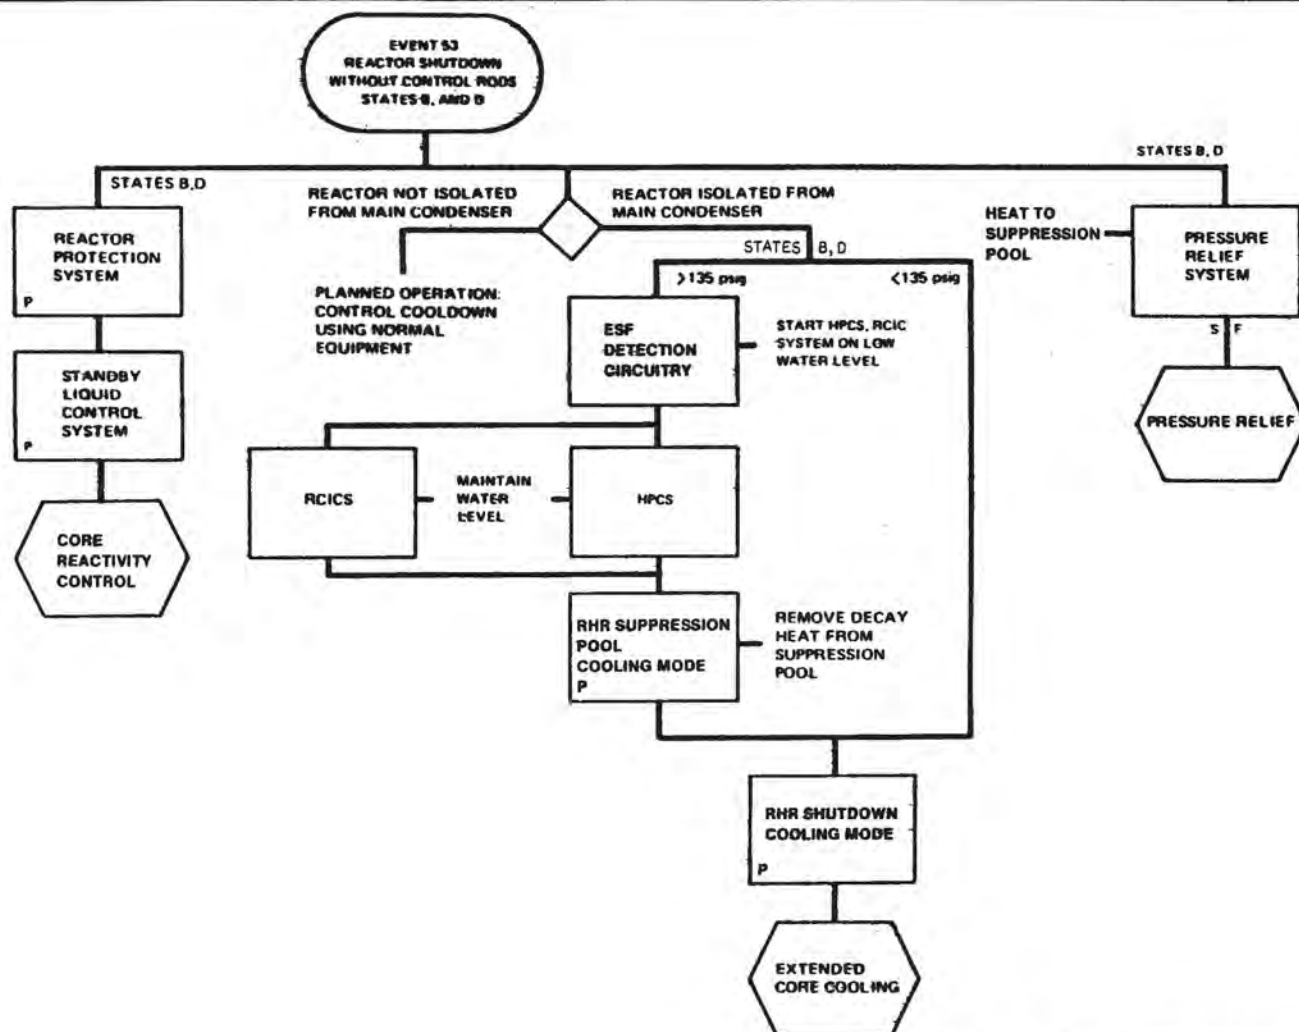 EVENT 53
REACTOR SHUTDOWN
WITHOUT CONTROL RODS
STATES B, AND D
STATES B, D
STATES B, D
REACTOR NOT ISOLATED
FROM MAIN CONDENSER
REACTOR ISOLATED FROM
MAIN CONDENSER
STATES B, D
>135 psig
<135 psig
REACTOR
PROTECTION
SYSTEM
P
STANDBY
LIQUID
CONTROL
SYSTEM
P
CORE
REACTIVITY
CONTROL
PLANNED OPERATION:
CONTROL COOLDOWN
USING NORMAL
EQUIPMENT
ESF
DETECTION
CIRCUITRY
START HPCS, RCIC
SYSTEM ON LOW
WATER LEVEL
RCICS
MAINTAIN
WATER
LEVEL
HPCS
RHR SUPPRESSION
POOL
COOLING MODE
P
REMOVE DECAY
HEAT FROM
SUPPRESSION
POOL
RHR SHUTDOWN
COOLING MODE
P
EXTENDED
CORE COOLING
HEAT TO
SUPPRESSION
POOL
PRESSURE
RELIEF
SYSTEM
S F
PRESSURE RELIEF